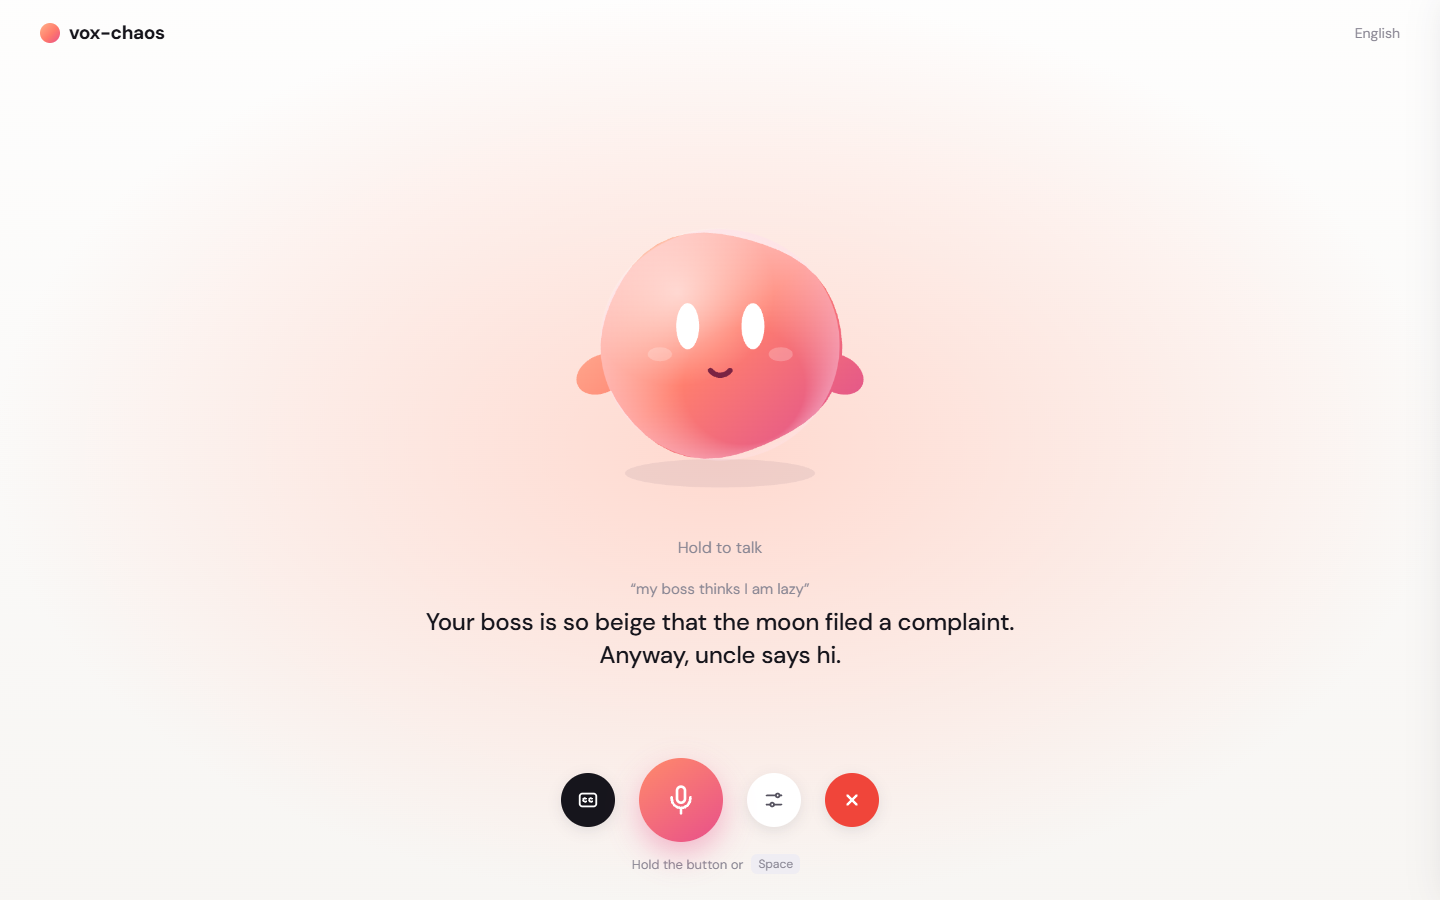 vox-chaos
English
Hold to talk
“my boss thinks I am lazy”
Your boss is so beige that the moon filed a complaint.
Anyway, uncle says hi.
CC
Hold the button or Space